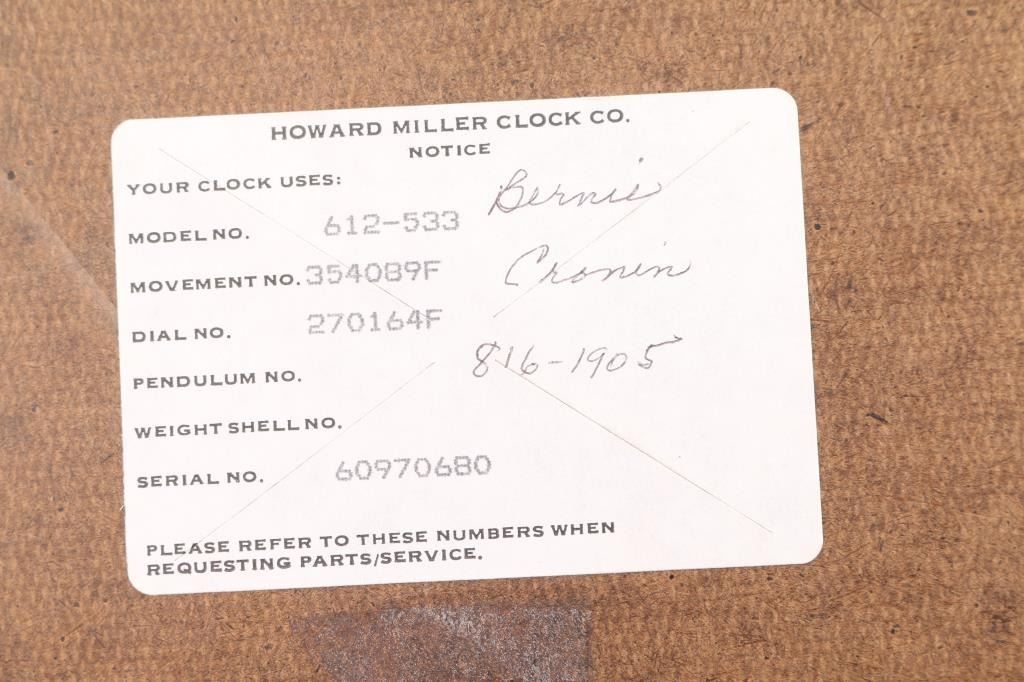 HOWARD MILLER CLOCK CO.
NOTICE
YOUR CLOCK USES:
Bernie
MODEL NO. 612-533
MOVEMENT NO. 354089F
Cronin
DIAL NO. 270164F
816-1905
PENDULUM NO.
WEIGHT SHELL NO.
SERIAL NO. 60970680
PLEASE REFER TO THESE NUMBERS WHEN
REQUESTING PARTS/SERVICE.